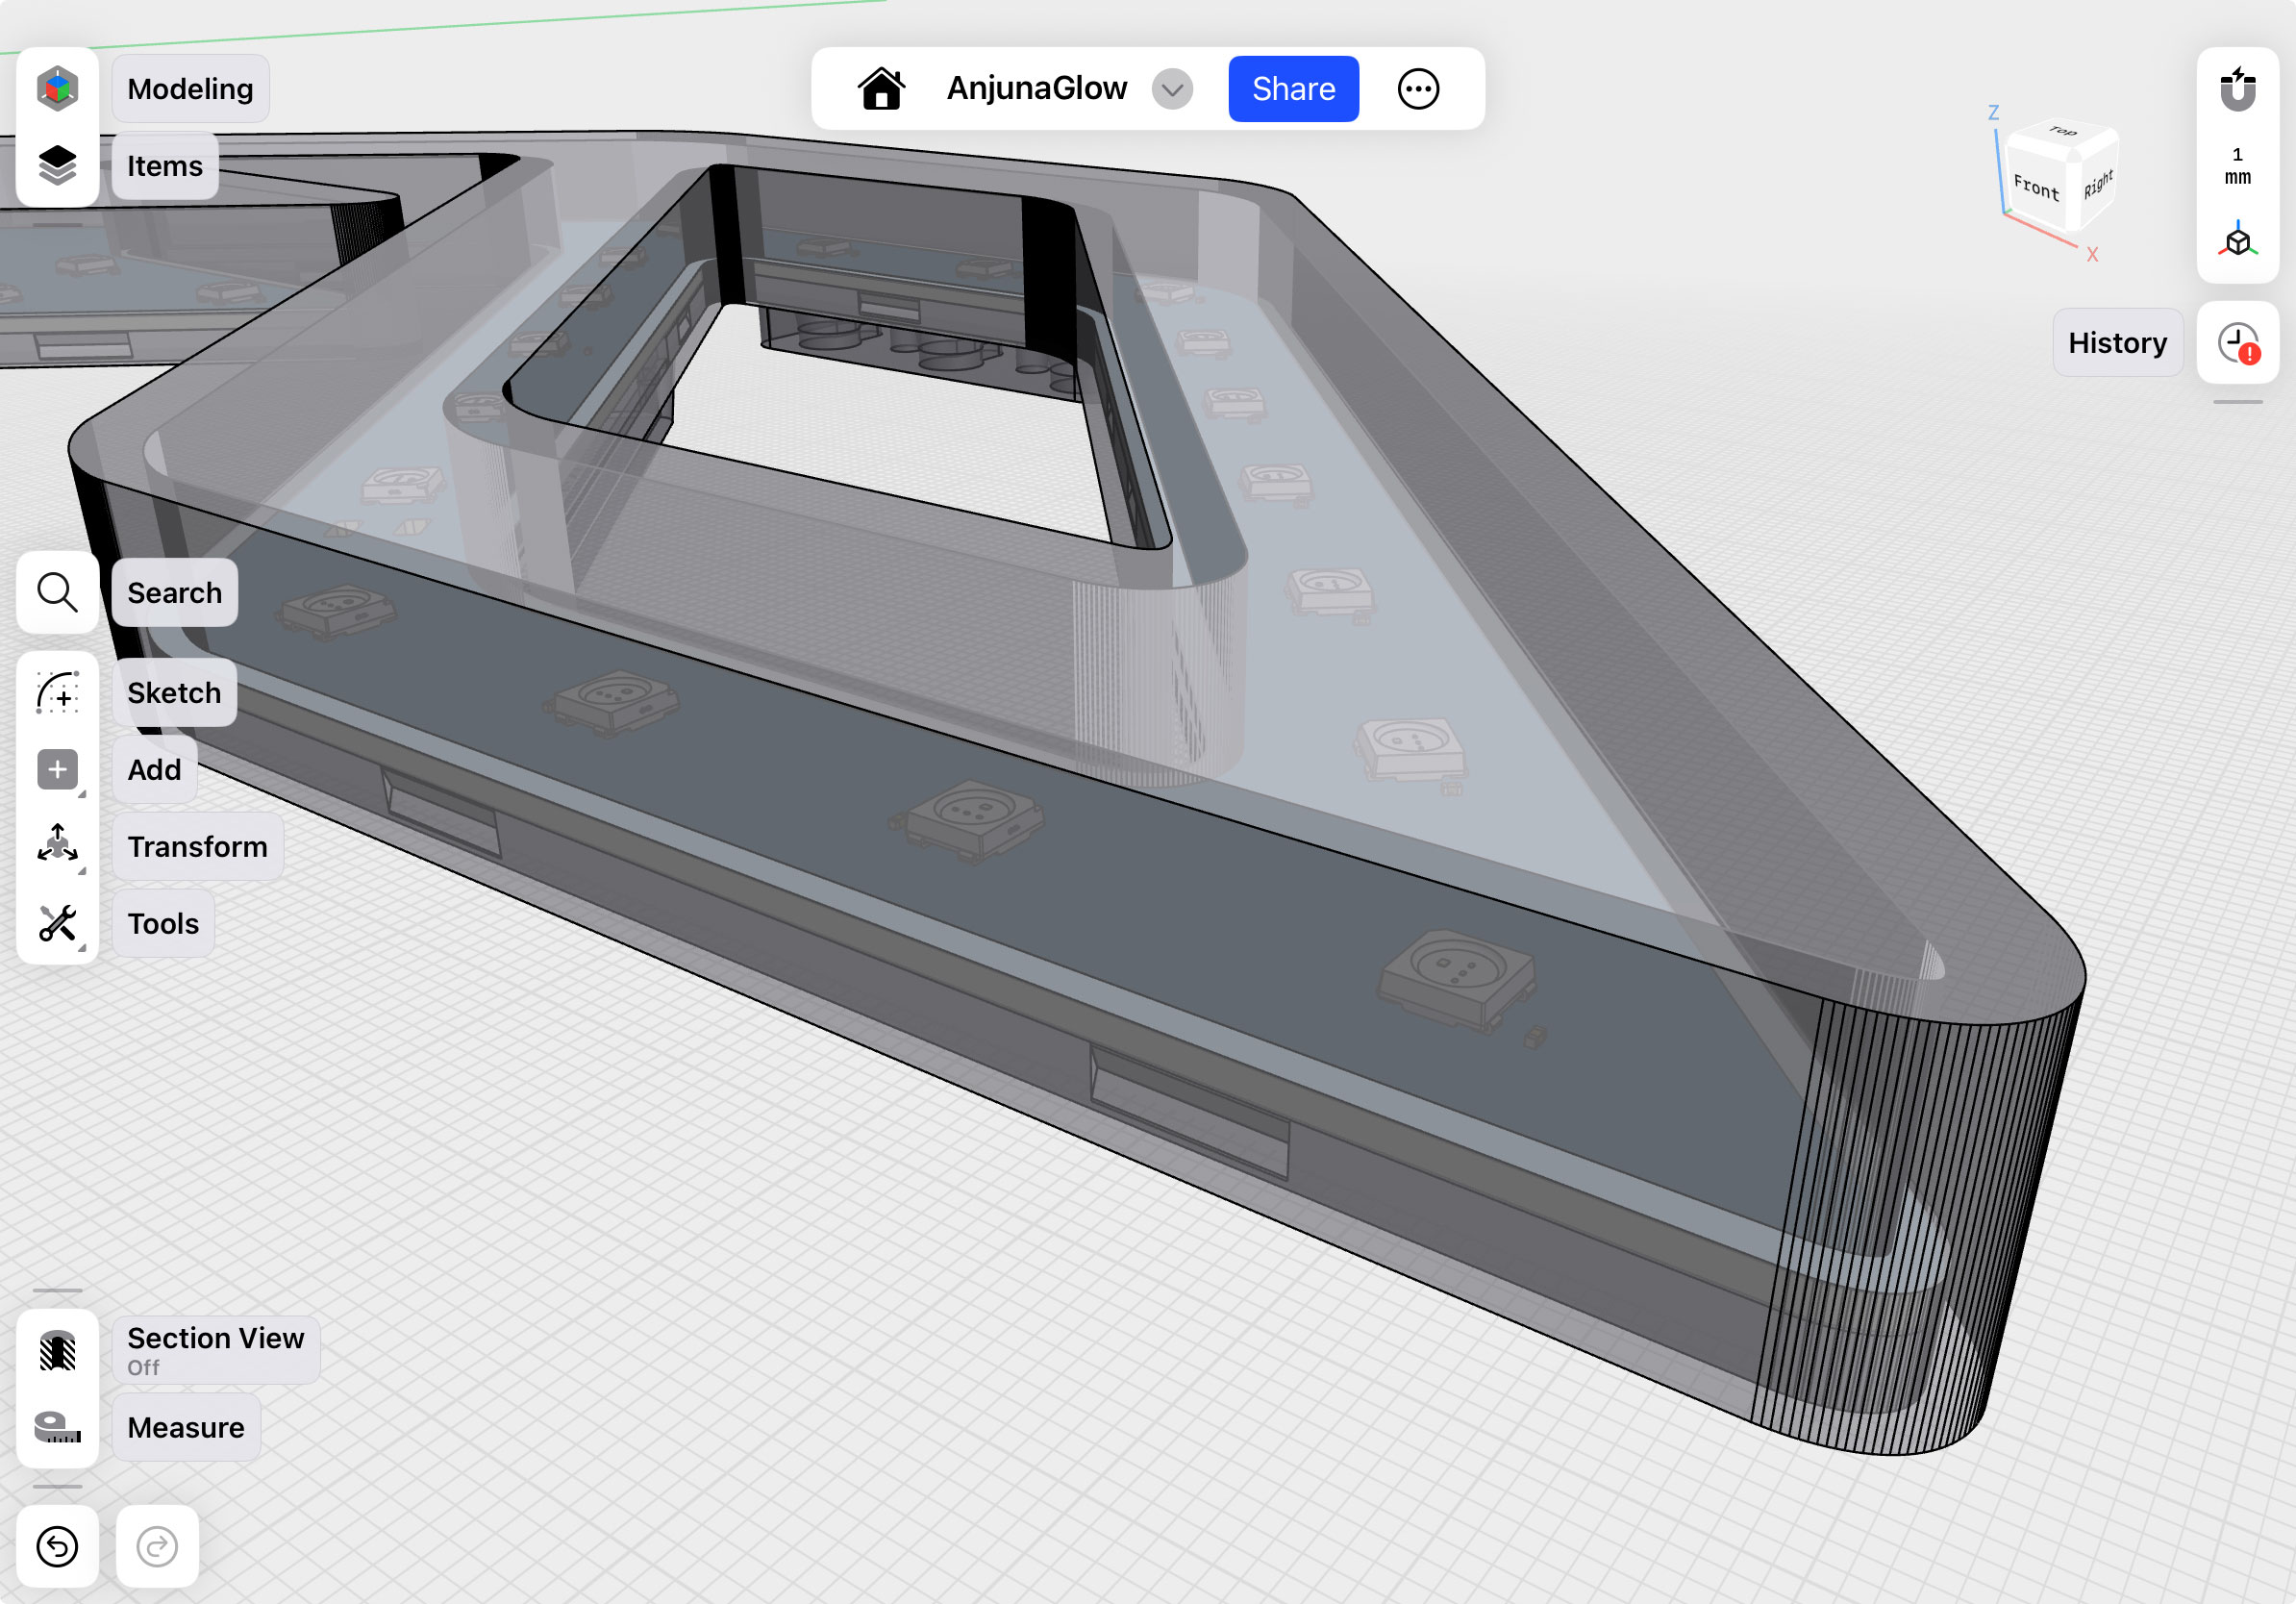 Modeling
Items
AnjunaGlow
Share
Z
Top
Front
Right
X
1
mm
History
Search
Sketch
Add
Transform
Tools
Section View
Off
Measure